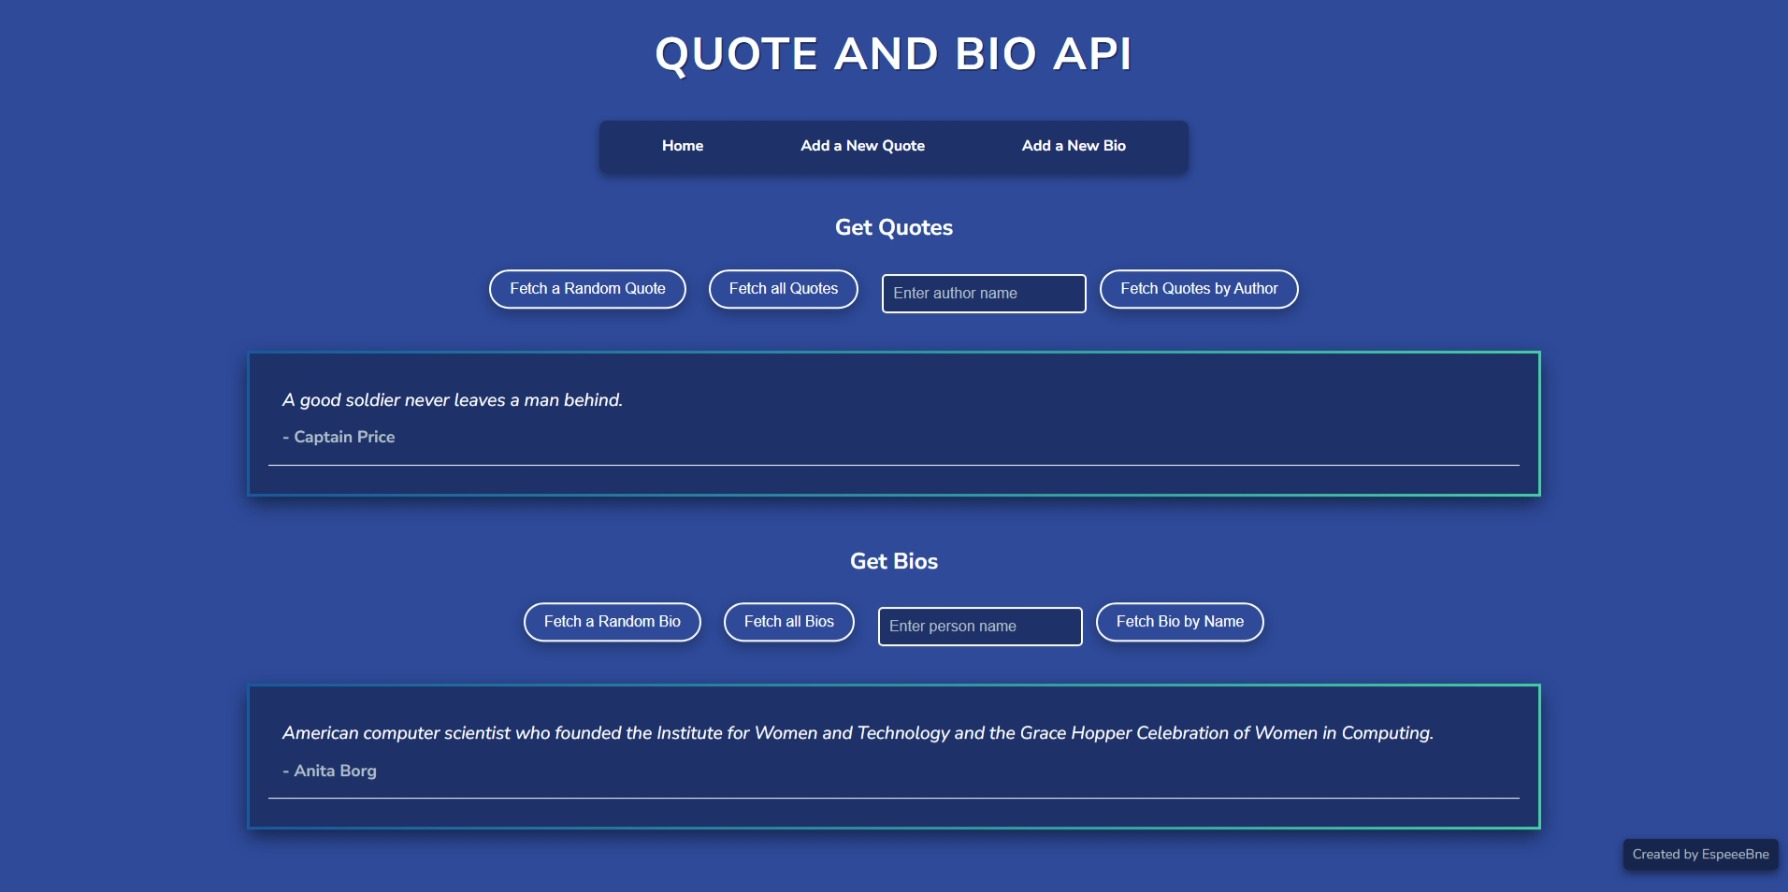 QUOTE AND BIO API
Home Add a New Quote Add a New Bio
Get Quotes
Fetch a Random Quote Fetch all Quotes Enter author name Fetch Quotes by Author
A good soldier never leaves a man behind.
- Captain Price
Get Bios
Fetch a Random Bio Fetch all Bios Enter person name Fetch Bio by Name
American computer scientist who founded the Institute for Women and Technology and the Grace Hopper Celebration of Women in Computing.
- Anita Borg
Created by EspeeeBne